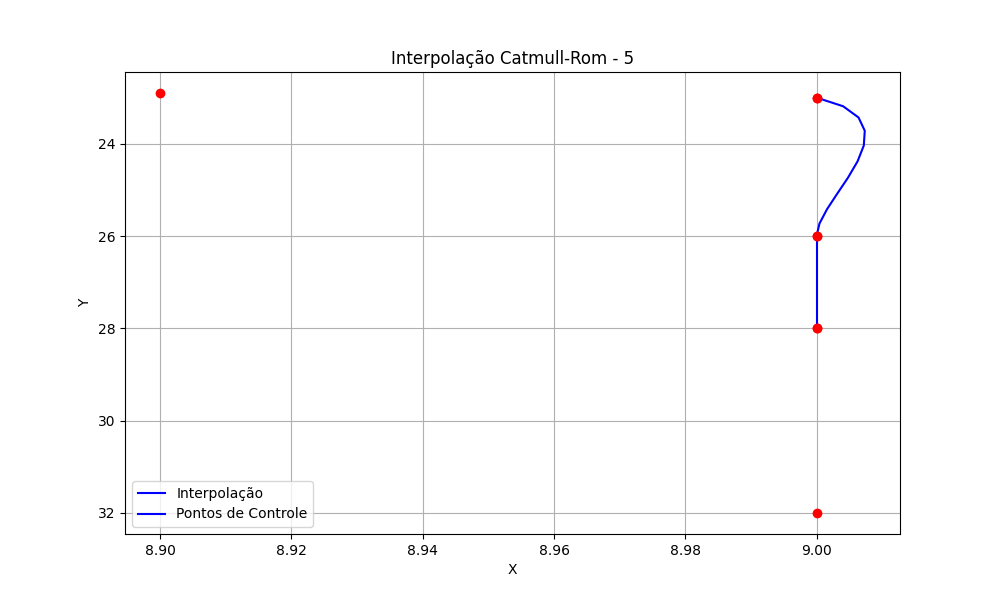 Interpolação Catmull-Rom - 5
24
26
28
30
32
Y
Interpolação
Pontos de Controle
8.90 8.92 8.94 8.96 8.98 9.00
X